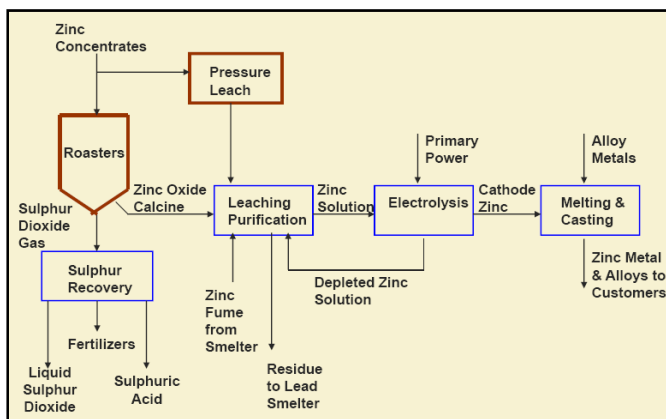 Zinc
Concentrates
Pressure
Leach
Roasters
Primary
Power
Alloy
Metals
Zinc Oxide
Calcine
Leaching
Purification
Zinc
Solution
Electrolysis
Cathode
Zinc
Melting &
Casting
Sulphur
Dioxide
Gas
Sulphur
Recovery
Depleted Zinc
Solution
Zinc Metal
& Alloys to
Customers
Zinc
Fume
from
Smelter
Fertilizers
Liquid
Sulphur
Dioxide
Sulphuric
Acid
Residue
to Lead
Smelter